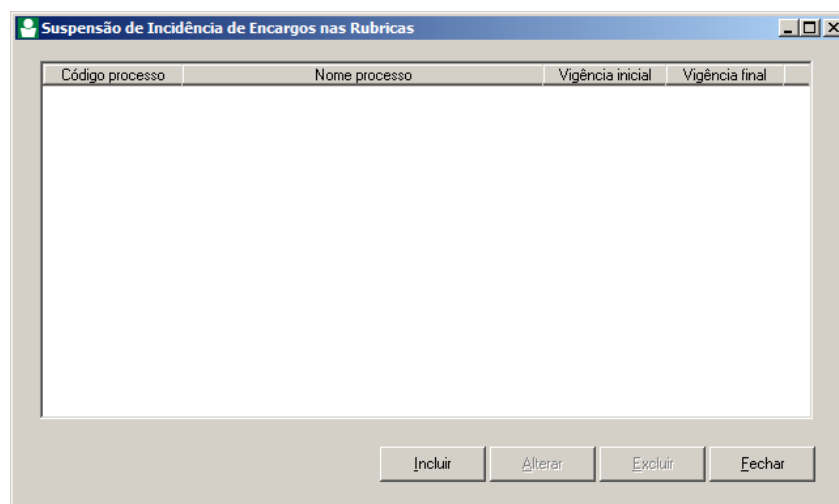 Suspensão de Incidência de Encargos nas Rubricas
Código processo Nome processo Vigência inicial Vigência final
Incluir Alterar Excluir Fechar